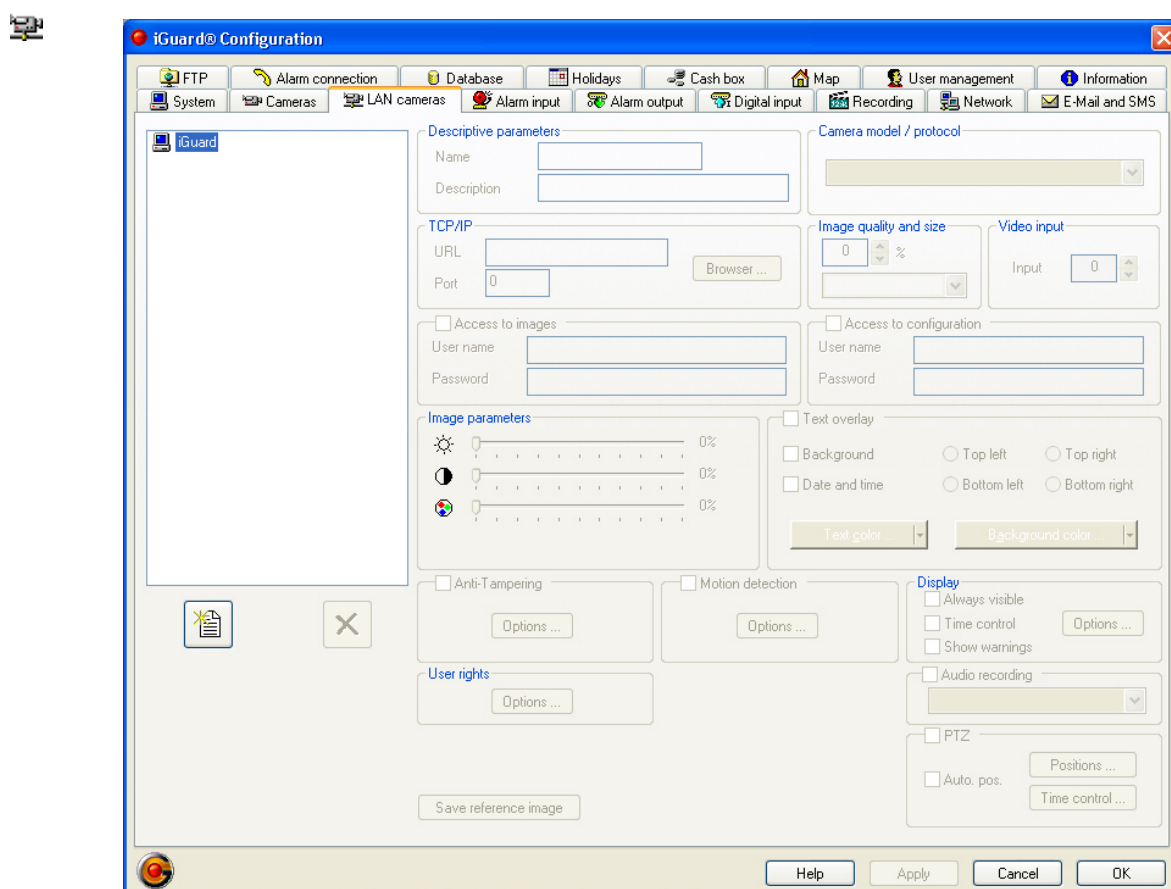 iGuard® Configuration
FTP Alarm connection Database Holidays Cash box Map User management Information
System Cameras LAN cameras Alarm input Alarm output Digital input Recording Network E-Mail and SMS
iGuard
Descriptive parameters
Name
Description
Camera model / protocol
TCP/IP
URL
Port 0
Browser ...
Image quality and size
0 %
Video input
Input 0
Access to images
User name
Password
Access to configuration
User name
Password
Image parameters
0%
0%
0%
Text overlay
Background Top left Top right
Date and time Bottom left Bottom right
Text color ... Background color ...
Anti-Tampering
Options ...
Motion detection
Options ...
Display
Always visible
Time control Options ...
Show warnings
User rights
Options ...
Audio recording
PTZ
Auto. pos.
Positions ...
Time control ...
Save reference image
Help Apply Cancel OK